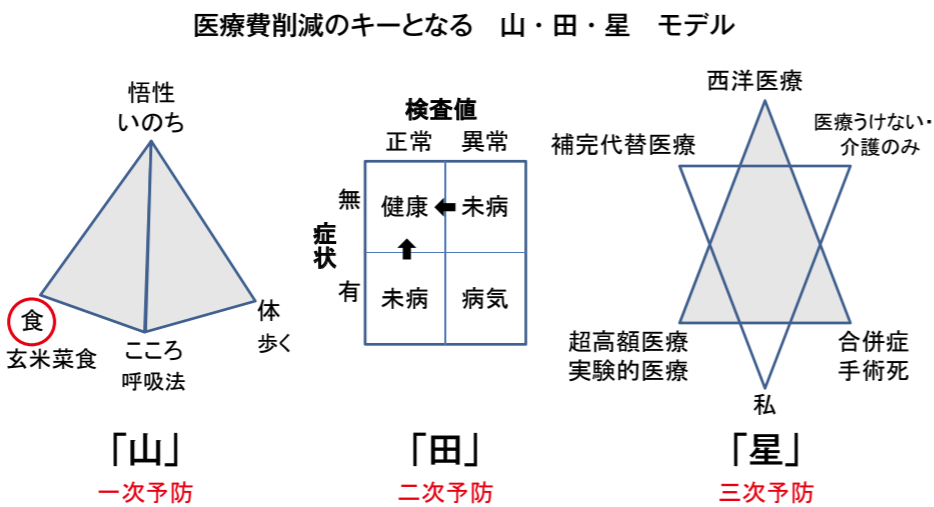 医療費削減のキーとなる　山・田・星　モデル
悟性
いのち
食
玄米菜食
こころ
呼吸法
体
歩く
「山」
一次予防
検査値
正常　異常
症状
無
有
健康
未病
未病
病気
「田」
二次予防
西洋医療
補完代替医療
医療うけない・
介護のみ
超高額医療
実験的医療
合併症
手術死
私
「星」
三次予防